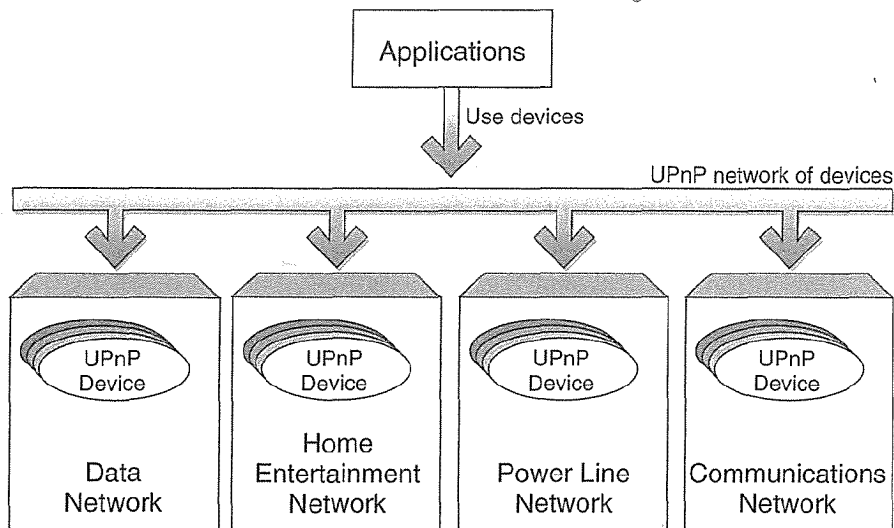 Applications
Use devices
UPnP network of devices
UPnP
Device
UPnP
Device
UPnP
Device
UPnP
Device
Data
Network
Home
Entertainment
Network
Power Line
Network
Communications
Network